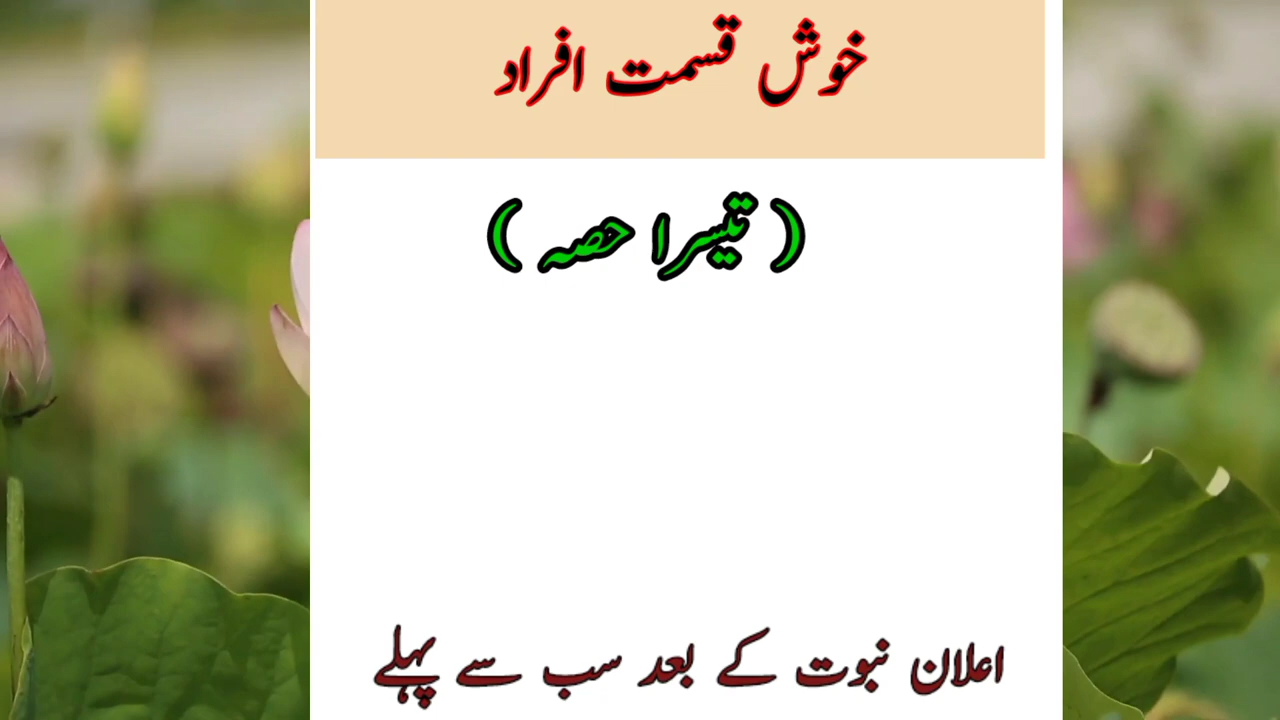 خوش قسمت افراد
( تیسرا حصہ )
اعلان نبوت کے بعد سب سے پہلے